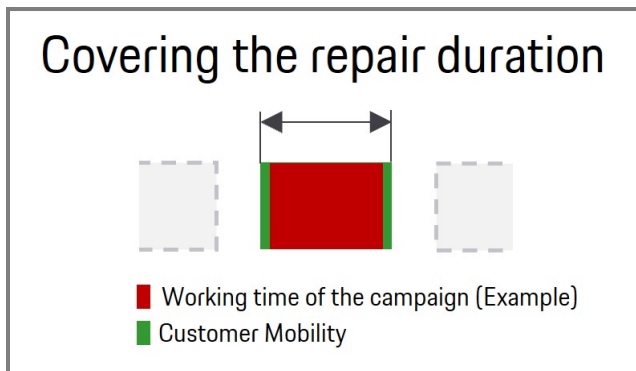 Covering the repair duration
Working time of the campaign (Example)
Customer Mobility